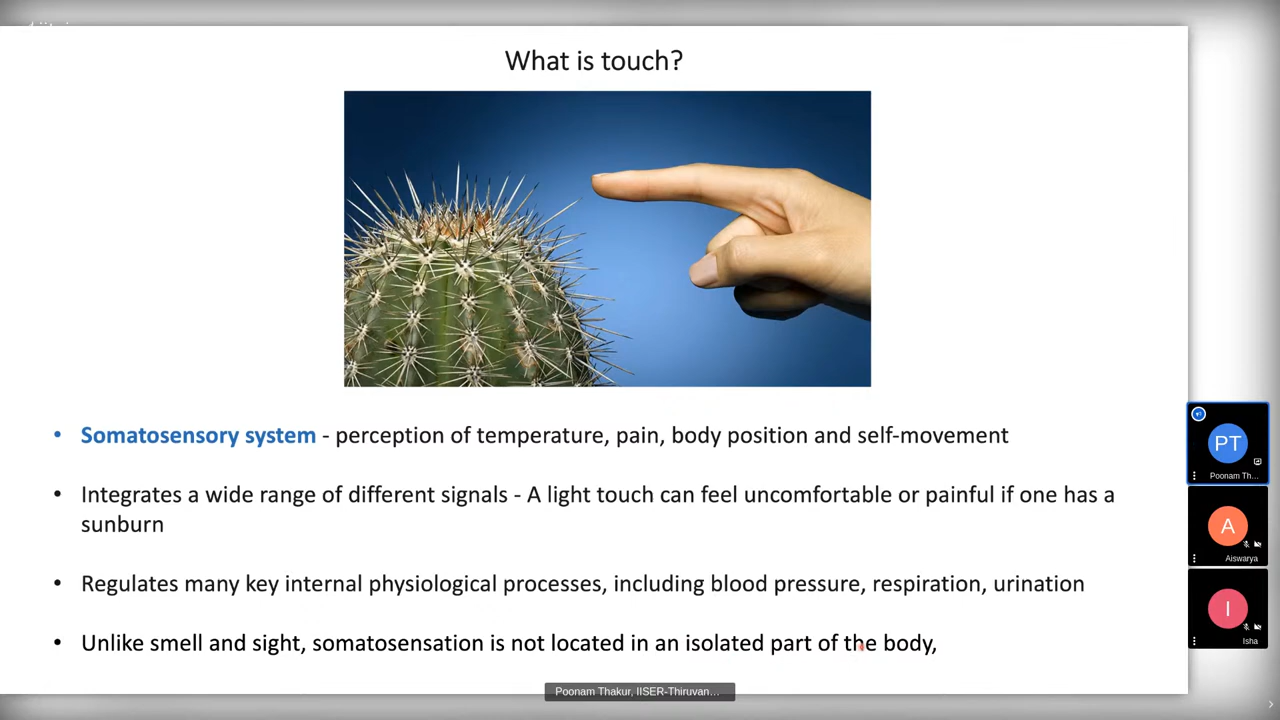 What is touch?
• Somatosensory system - perception of temperature, pain, body position and self-movement
• Integrates a wide range of different signals - A light touch can feel uncomfortable or painful if one has a
sunburn
• Regulates many key internal physiological processes, including blood pressure, respiration, urination
• Unlike smell and sight, somatosensation is not located in an isolated part of the body,
PT
Poonam Th...
A
Aiswarya
I
Isha
Poonam Thakur, IISER-Thiruvan...